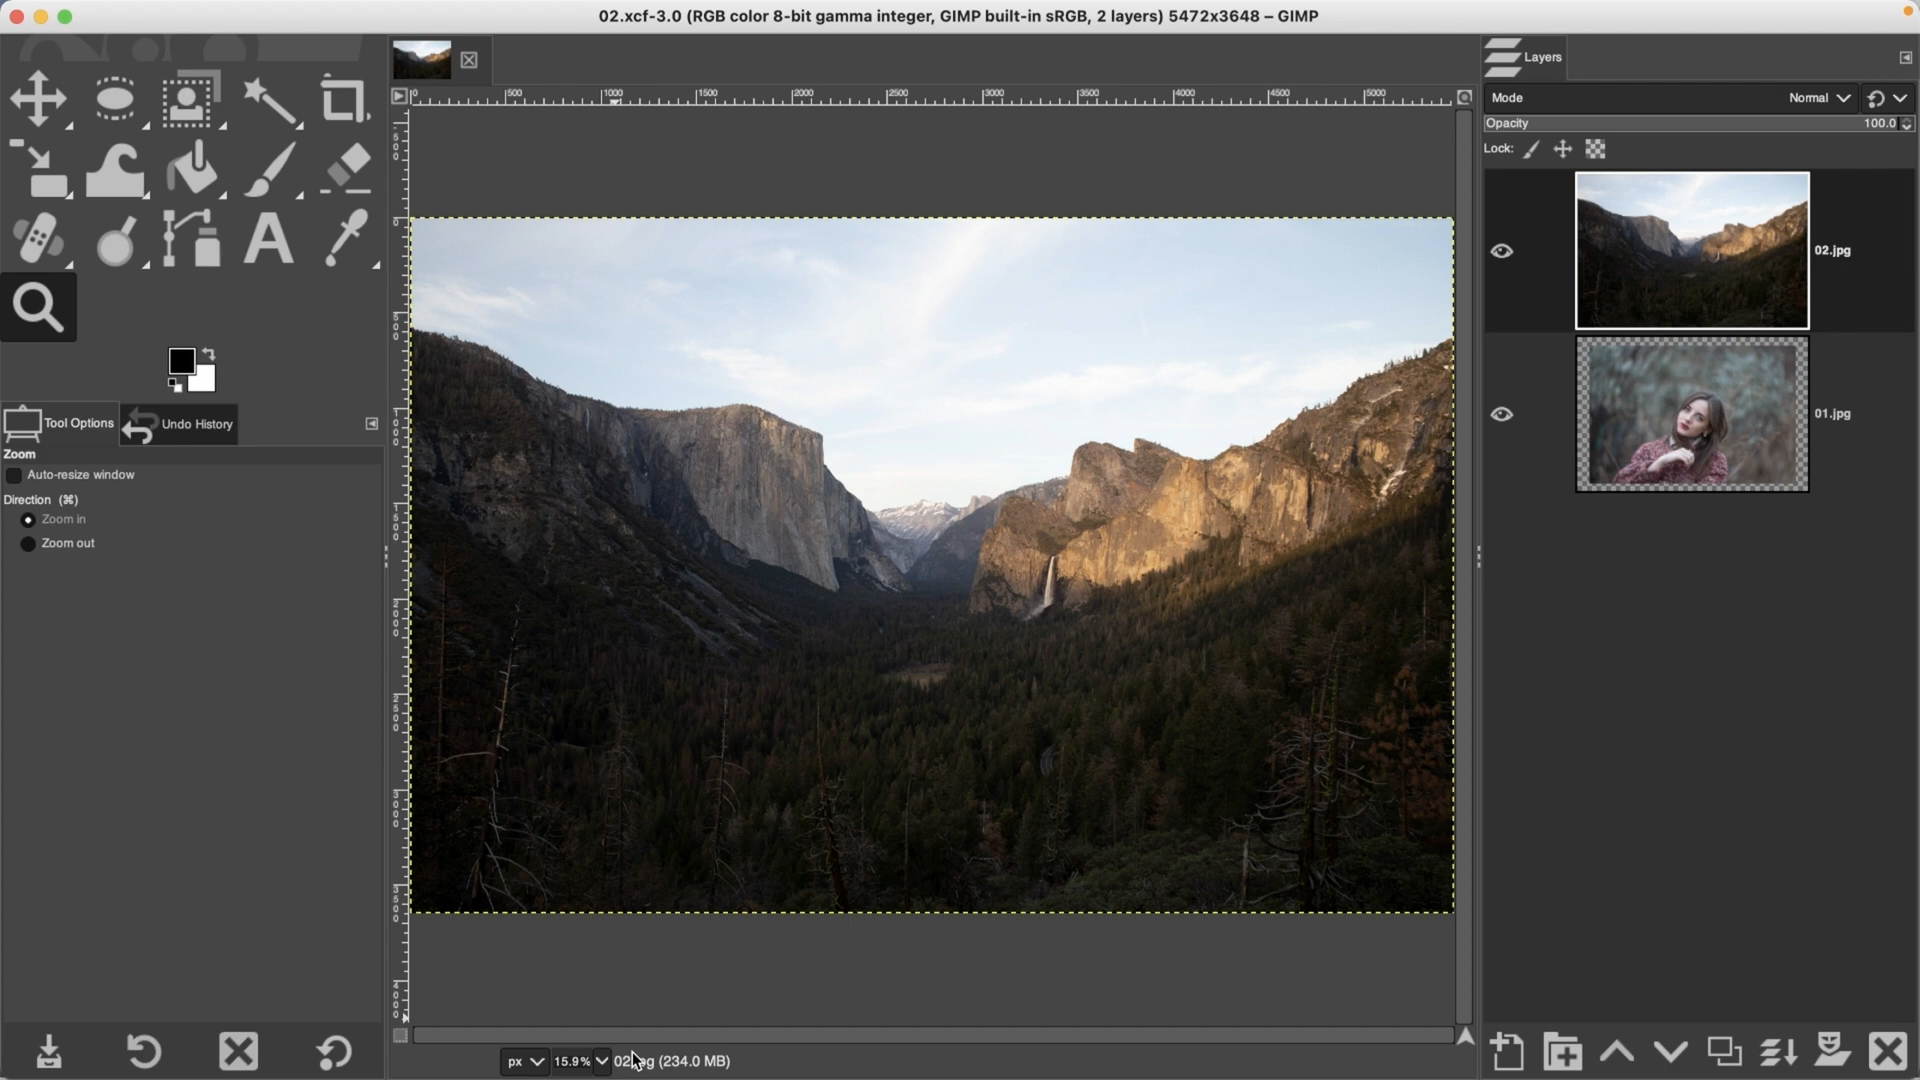 02.xcf-3.0 (RGB color 8-bit gamma integer, GIMP built-in sRGB, 2 layers) 5472x3648 – GIMP
Layers
Mode
Normal
Opacity
100.0
Lock:
0
500
1000
1500
2000
2500
3000
3500
4000
4500
5000
02.jpg
01.jpg
A
Tool Options
Undo History
Zoom
Auto-resize window
Direction (⌘)
Zoom in
Zoom out
px
15.9%
(234.0 MB)